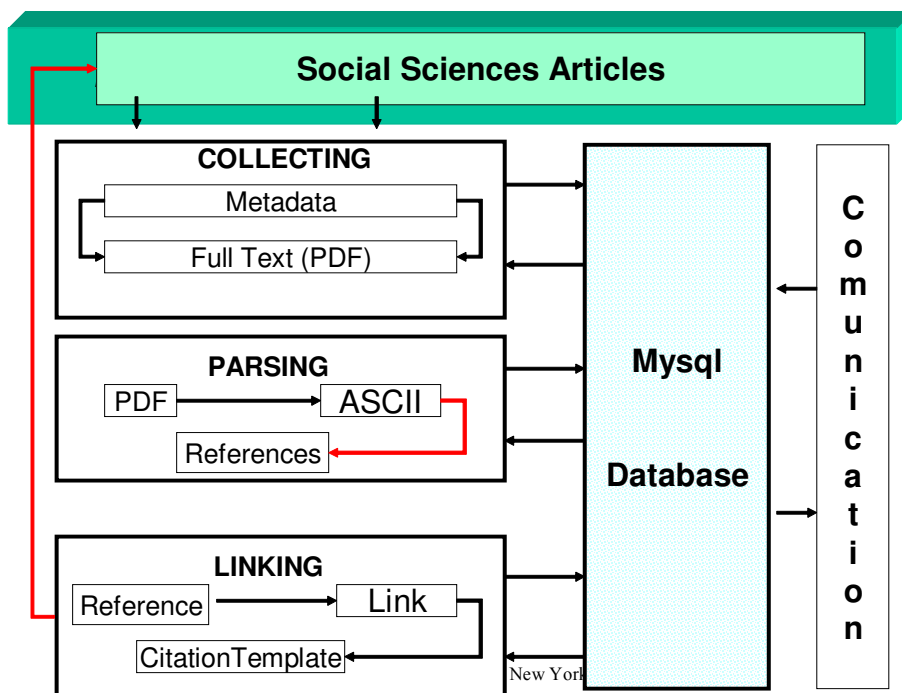 Social Sciences Articles
COLLECTING
Metadata
Full Text (PDF)
PARSING
PDF
ASCII
References
LINKING
Reference
Link
CitationTemplate
New York
Mysql
Database
Comunication